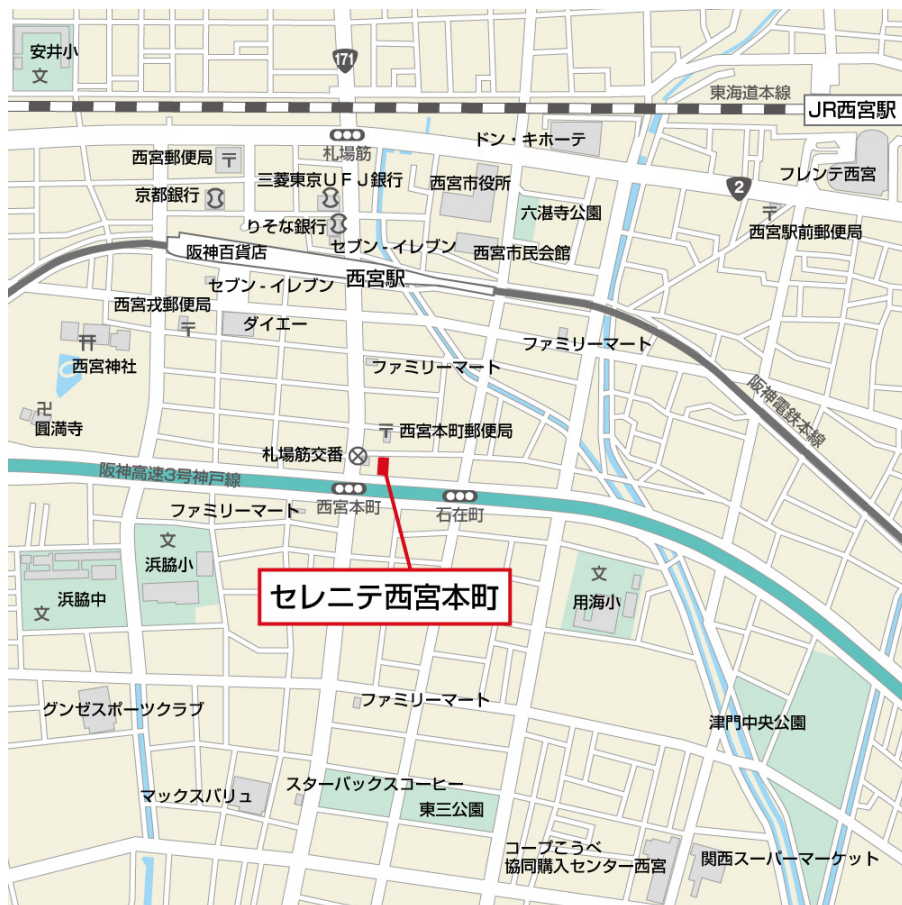 安井小
文
171
東海道本線
JR西宮駅
札場筋
ドン・キホーテ
西宮郵便局
三菱東京UFJ銀行
西宮市役所
フレンテ西宮
京都銀行
2
六湛寺公園
りそな銀行
西宮駅前郵便局
阪神百貨店
セブン-イレブン
西宮市民会館
西宮駅
セブン-イレブン
西宮戎郵便局
ダイエー
ファミリーマート
西宮神社
ファミリーマート
阪神電鉄本線
圓満寺
西宮本町郵便局
札場筋交番
阪神高速3号神戸線
西宮本町
石在町
ファミリーマート
文
浜脇小
文
用海小
セレニテ西宮本町
浜脇中
文
ファミリーマート
グンゼスポーツクラブ
津門中央公園
スターバックスコーヒー
マックスバリュ
東三公園
コープこうべ
協同購入センター西宮
関西スーパーマーケット